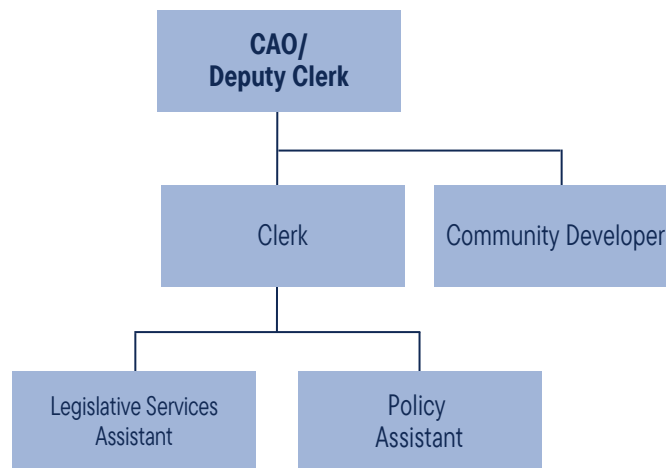 CAO/
Deputy Clerk
Clerk
Community Developer
Legislative Services
Assistant
Policy
Assistant